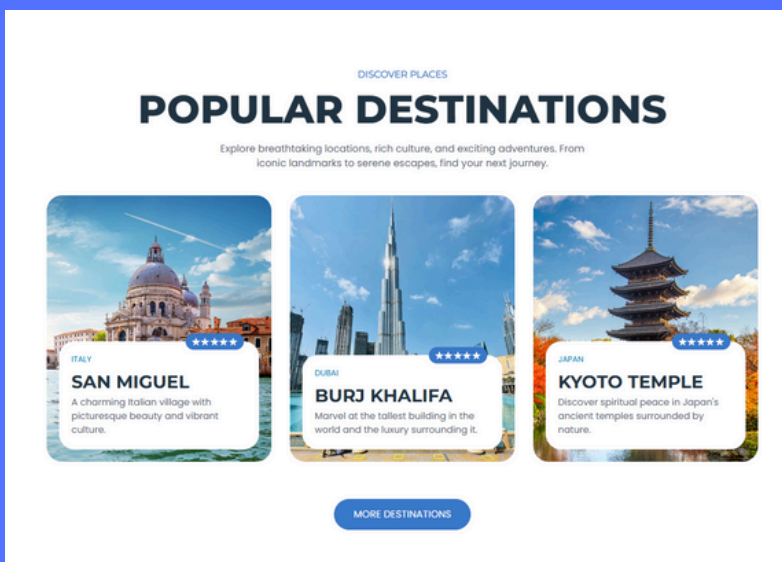 DISCOVER PLACES
POPULAR DESTINATIONS
Explore breathtaking locations, rich culture, and exciting adventures. From
iconic landmarks to serene escapes, find your next journey.
ITALY
SAN MIGUEL
A charming Italian village with
picturesque beauty and vibrant
culture.
DUBAI
BURJ KHALIFA
Marvel at the tallest building in the
world and the luxury surrounding it.
JAPAN
KYOTO TEMPLE
Discover spiritual peace in Japan's
ancient temples surrounded by
nature.
MORE DESTINATIONS